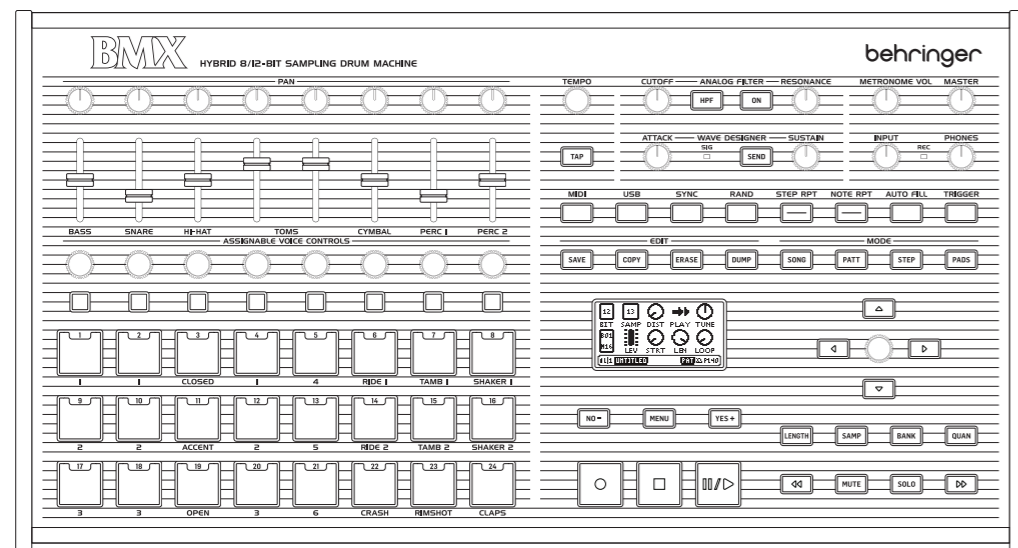 BMX HYBRID 8/12-BIT SAMPLING DRUM MACHINE
behringer
PAN
TEMPO
CUTOFF ANALOG FILTER RESONANCE
METRONOME VOL MASTER
HPF ON
ATTACK WAVE DESIGNER SUSTAIN
INPUT PHONES
SIG REC
TAP
SEND
MIDI USB SYNC RAND STEP RPT NOTE RPT AUTO FILL TRIGGER
BASS SNARE HI-HAT TOMS CYMBAL PERC 1 PERC 2
ASSIGNABLE VOICE CONTROLS
EDIT MODE
SAVE COPY ERASE DUMP SONG PATT STEP PADS
12 13
BIT SAMP DIST PLAY TUNE
B01
M16
LEV STRT LEN LOOP
UNTITLED PAT
1 2 3 4 5 6 7 8
1 1 CLOSED 1 4 RIDE 1 TAMB 1 SHAKER 1
9 10 11 12 13 14 15 16
2 2 ACCENT 2 5 RIDE 2 TAMB 2 SHAKER 2
17 18 19 20 21 22 23 24
3 3 OPEN 3 6 CRASH RIMSHOT CLAPS
NO - MENU YES +
LENGTH SAMP BANK QUAN
MUTE SOLO